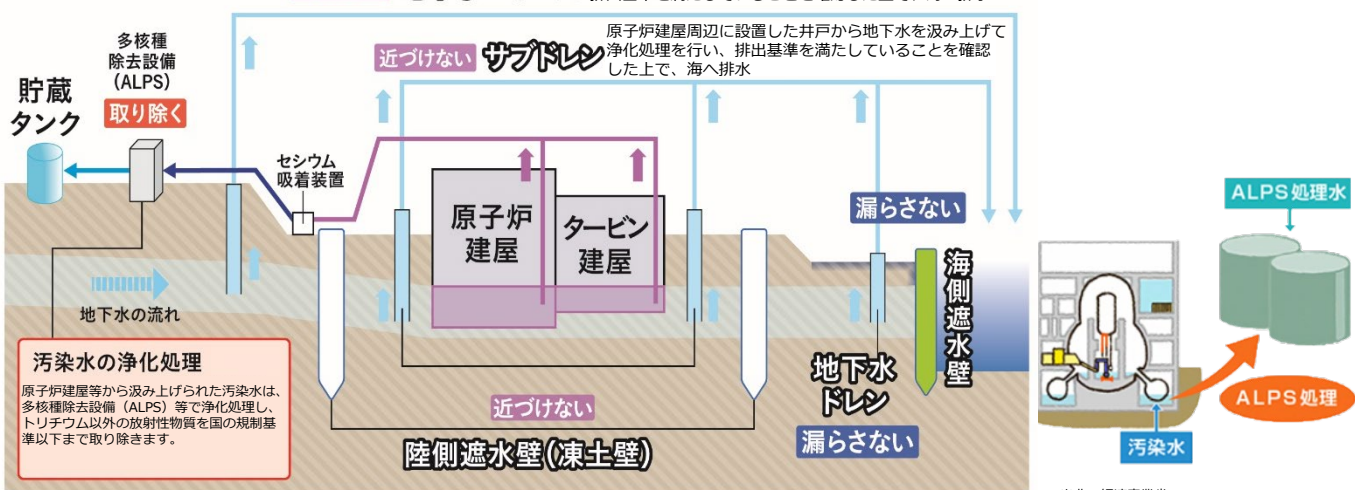 原子炉建屋周辺に設置した井戸から地下水を汲み上げて
浄化処理を行い、排出基準を満たしていることを確認
した上で、海へ排水
近づけない サブドレン
多核種
除去設備
(ALPS)
取り除く
貯蔵
タンク
セシウム
吸着装置
原子炉
建屋
タービン
建屋
漏らさない
海側遮水壁
地下水の流れ
汚染水の浄化処理
原子炉建屋等から汲み上げられた汚染水は、
多核種除去設備（ALPS）等で浄化処理し、
トリチウム以外の放射性物質を国の規制基
準以下まで取り除きます。
近づけない
陸側遮水壁(凍土壁)
地下水
ドレン
漏らさない
ALPS処理水
ALPS処理
汚染水